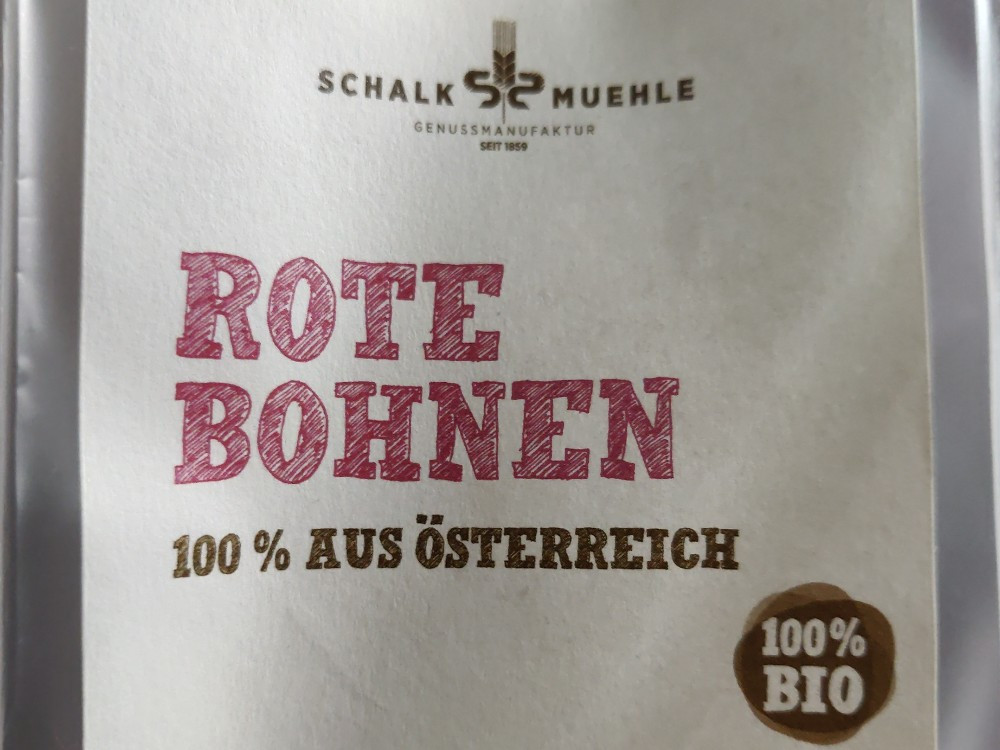 SCHALK MUEHLE
GENUSSMANUFAKTUR
SEIT 1859
ROTE
BOHNEN
100 % AUS ÖSTERREICH
100%
BIO